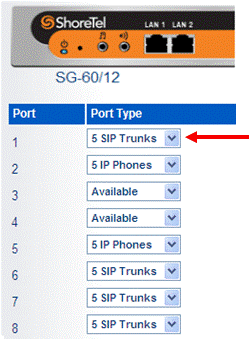 ShoreTel LAN 1 LAN 2
SG-60/12
Port Port Type
1 5 SIP Trunks
2 5 IP Phones
3 Available
4 Available
5 5 IP Phones
6 5 SIP Trunks
7 5 SIP Trunks
8 5 SIP Trunks